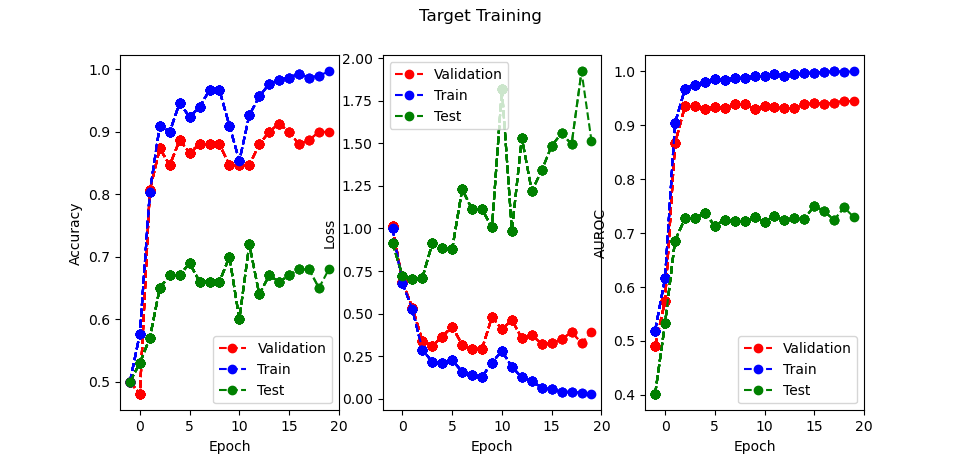 Target Training
Accuracy
1.0
0.9
0.8
0.7
0.6
0.5
0
5
10
15
20
Epoch
Validation
Train
Test
Loss
2.00
1.75
1.50
1.25
1.00
0.75
0.50
0.25
0.00
0
5
10
15
20
Epoch
Validation
Train
Test
AUROC
1.0
0.9
0.8
0.7
0.6
0.5
0.4
0
5
10
15
20
Epoch
Validation
Train
Test